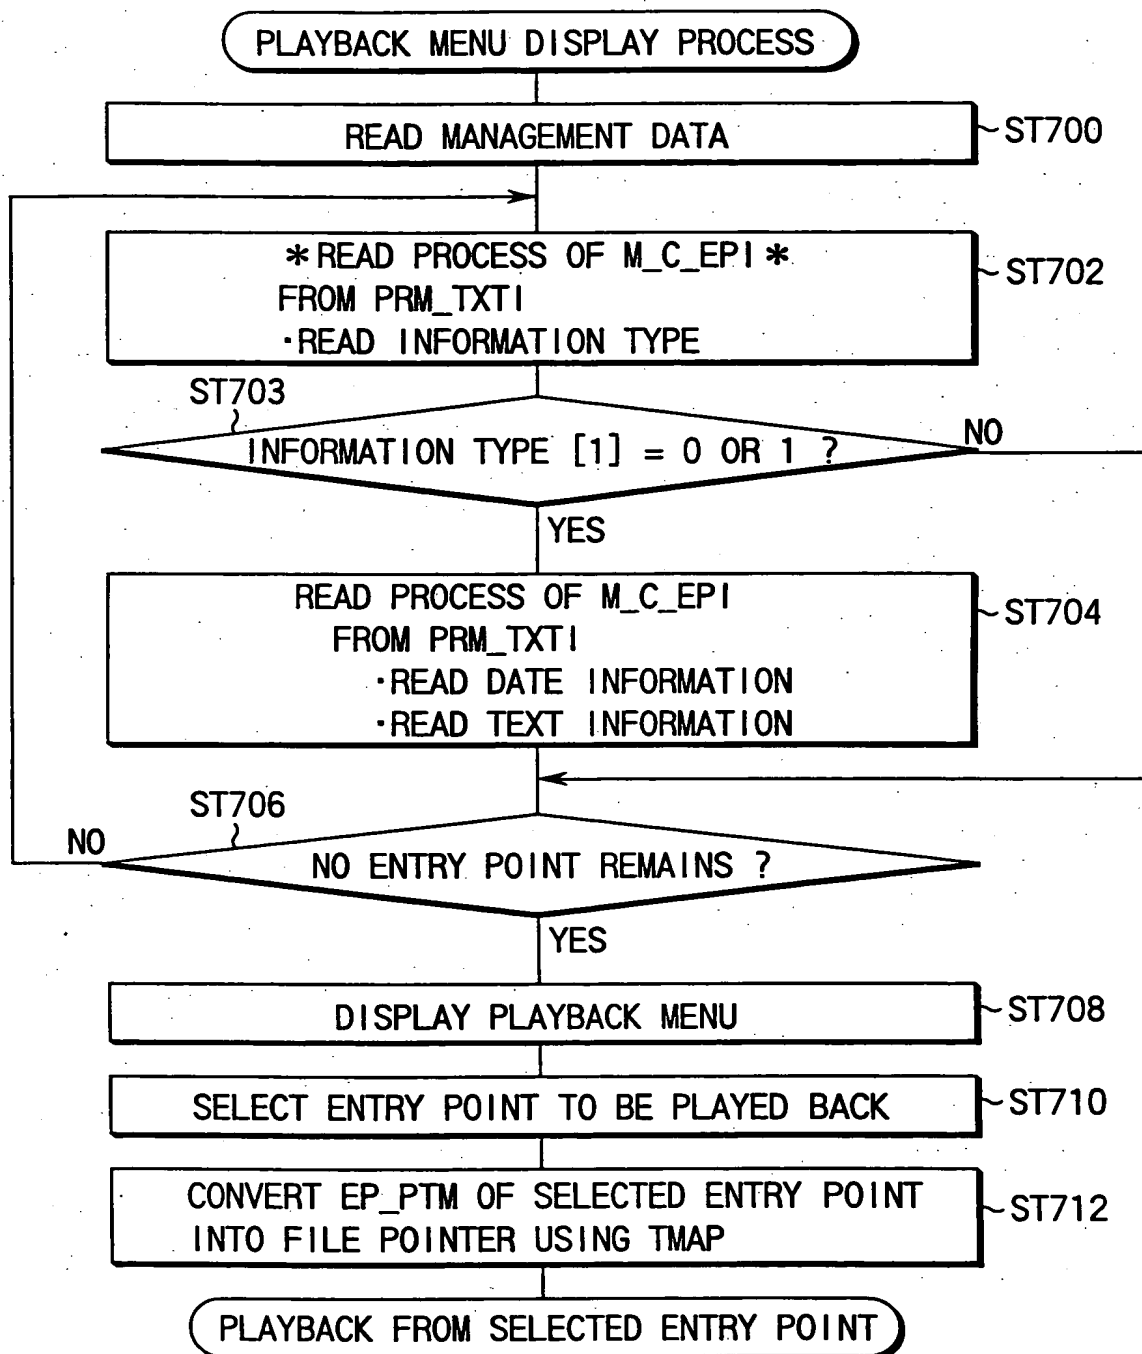 PLAYBACK MENU DISPLAY PROCESS
READ MANAGEMENT DATA
ST700
*READ PROCESS OF M_C_EPI*
FROM PRM_TXTI
·READ INFORMATION TYPE
ST702
ST703
INFORMATION TYPE [1] = 0 OR 1 ?
NO
YES
READ PROCESS OF M_C_EPI
FROM PRM_TXTI
·READ DATE INFORMATION
·READ TEXT INFORMATION
ST704
ST706
NO
NO ENTRY POINT REMAINS ?
YES
DISPLAY PLAYBACK MENU
ST708
SELECT ENTRY POINT TO BE PLAYED BACK
ST710
CONVERT EP_PTM OF SELECTED ENTRY POINT
INTO FILE POINTER USING TMAP
ST712
PLAYBACK FROM SELECTED ENTRY POINT